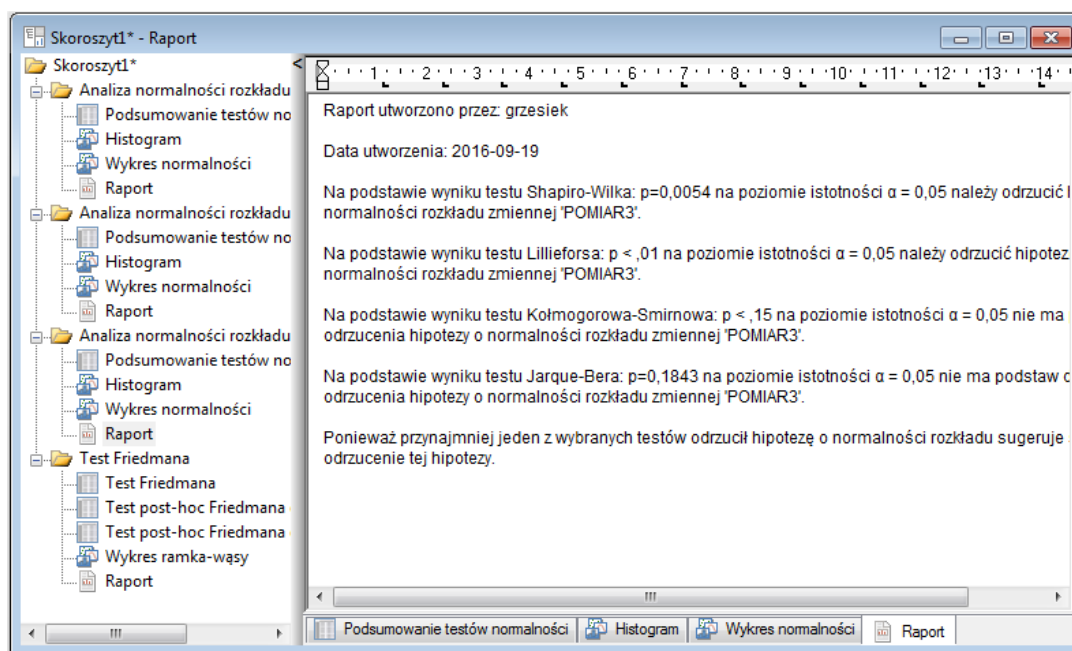 Skoroszyt1* - Raport
Skoroszyt1*
Analiza normalności rozkładu
Podsumowanie testów no
Histogram
Wykres normalności
Raport
Analiza normalności rozkładu
Podsumowanie testów no
Histogram
Wykres normalności
Raport
Analiza normalności rozkładu
Podsumowanie testów no
Histogram
Wykres normalności
Raport
Test Friedmana
Test Friedmana
Test post-hoc Friedmana
Test post-hoc Friedmana
Wykres ramka-wąsy
Raport
1 2 3 4 5 6 7 8 9 10 11 12 13 14
Raport utworzono przez: grzesiek
Data utworzenia: 2016-09-19
Na podstawie wyniku testu Shapiro-Wilka: p=0,0054 na poziomie istotności α = 0,05 należy odrzucić
normalności rozkładu zmiennej 'POMIAR3'.
Na podstawie wyniku testu Lillieforsa: p < ,01 na poziomie istotności α = 0,05 należy odrzucić hipotez
normalności rozkładu zmiennej 'POMIAR3'.
Na podstawie wyniku testu Kołmogorowa-Smirnowa: p < ,15 na poziomie istotności α = 0,05 nie ma
odrzucenia hipotezy o normalności rozkładu zmiennej 'POMIAR3'.
Na podstawie wyniku testu Jarque-Bera: p=0,1843 na poziomie istotności α = 0,05 nie ma podstaw
odrzucenia hipotezy o normalności rozkładu zmiennej 'POMIAR3'.
Ponieważ przynajmniej jeden z wybranych testów odrzucił hipotezę o normalności rozkładu sugeruje
odrzucenie tej hipotezy.
Podsumowanie testów normalności
Histogram
Wykres normalności
Raport